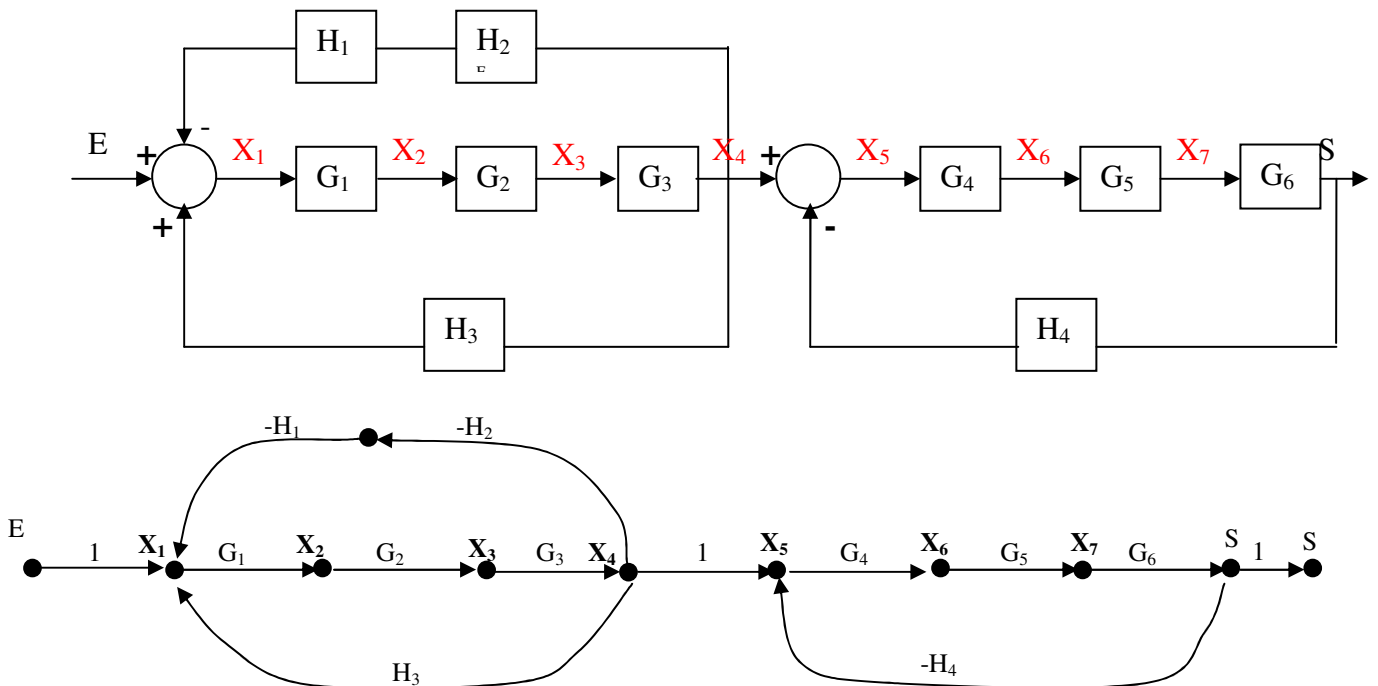 H₁ H₂
E
-
E + X₁ X₂ X₃ X₄ + X₅ X₆ X₇ S
G₁ G₂ G₃ G₄ G₅ G₆
+ -
H₃ H₄
-H₁ -H₂
E 1 X₁ G₁ X₂ G₂ X₃ G₃ X₄ 1 X₅ G₄ X₆ G₅ X₇ G₆ S 1 S
H₃ -H₄